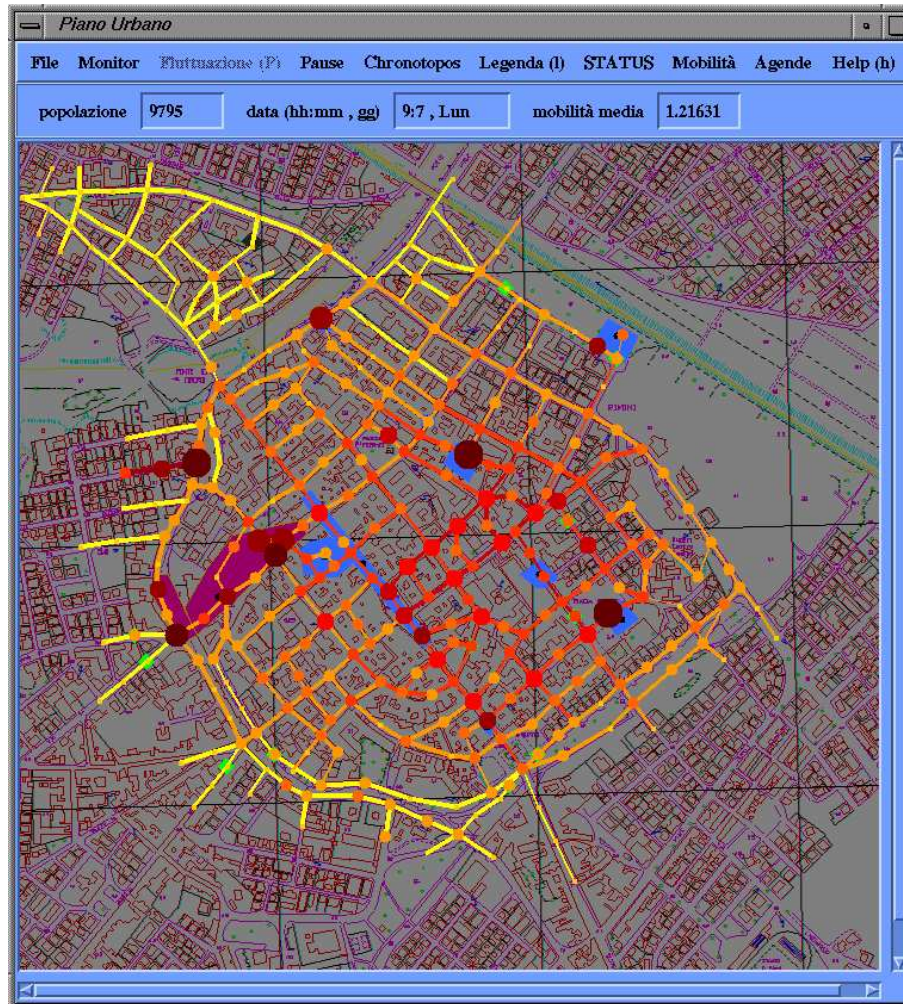 Piano Urbano
File Monitor Fluttuazione (P) Pause Chronotopos Legenda (l) STATUS Mobilità Agende Help (h)
popolazione 9795 data (hh:mm , gg) 9:7 , Lun mobilità media 1.21631
RIMINI